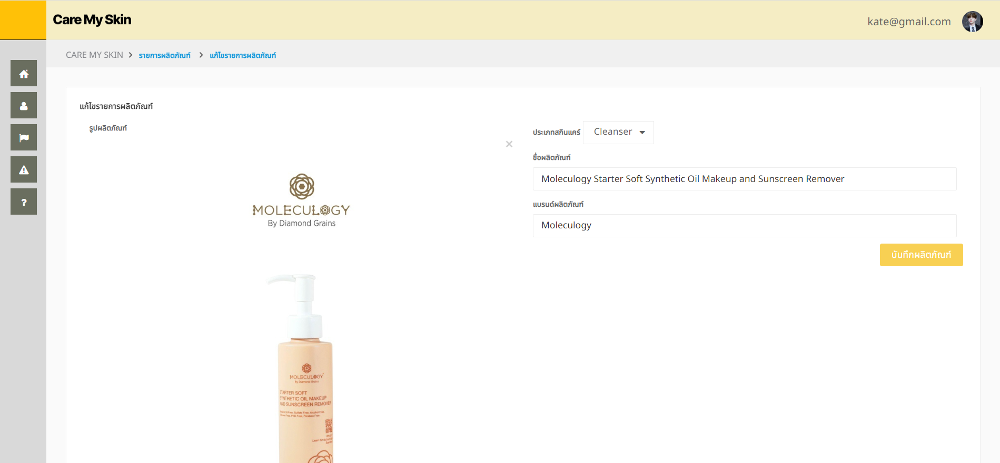 Care My Skin
kate@gmail.com
CARE MY SKIN > รายการผลิตภัณฑ์ > แก้ไขรายการผลิตภัณฑ์
แก้ไขรายการผลิตภัณฑ์
รูปผลิตภัณฑ์
×
MOLECULOGY
By Diamond Grains
MOLECULOGY
By Diamond Grains
STARTER SOFT
SYNTHETIC OIL MAKEUP
AND SUNSCREEN REMOVER
ประเภทสกินแคร์ Cleanser
ชื่อผลิตภัณฑ์
Moleculogy Starter Soft Synthetic Oil Makeup and Sunscreen Remover
แบรนด์ผลิตภัณฑ์
Moleculogy
บันทึกผลิตภัณฑ์
?